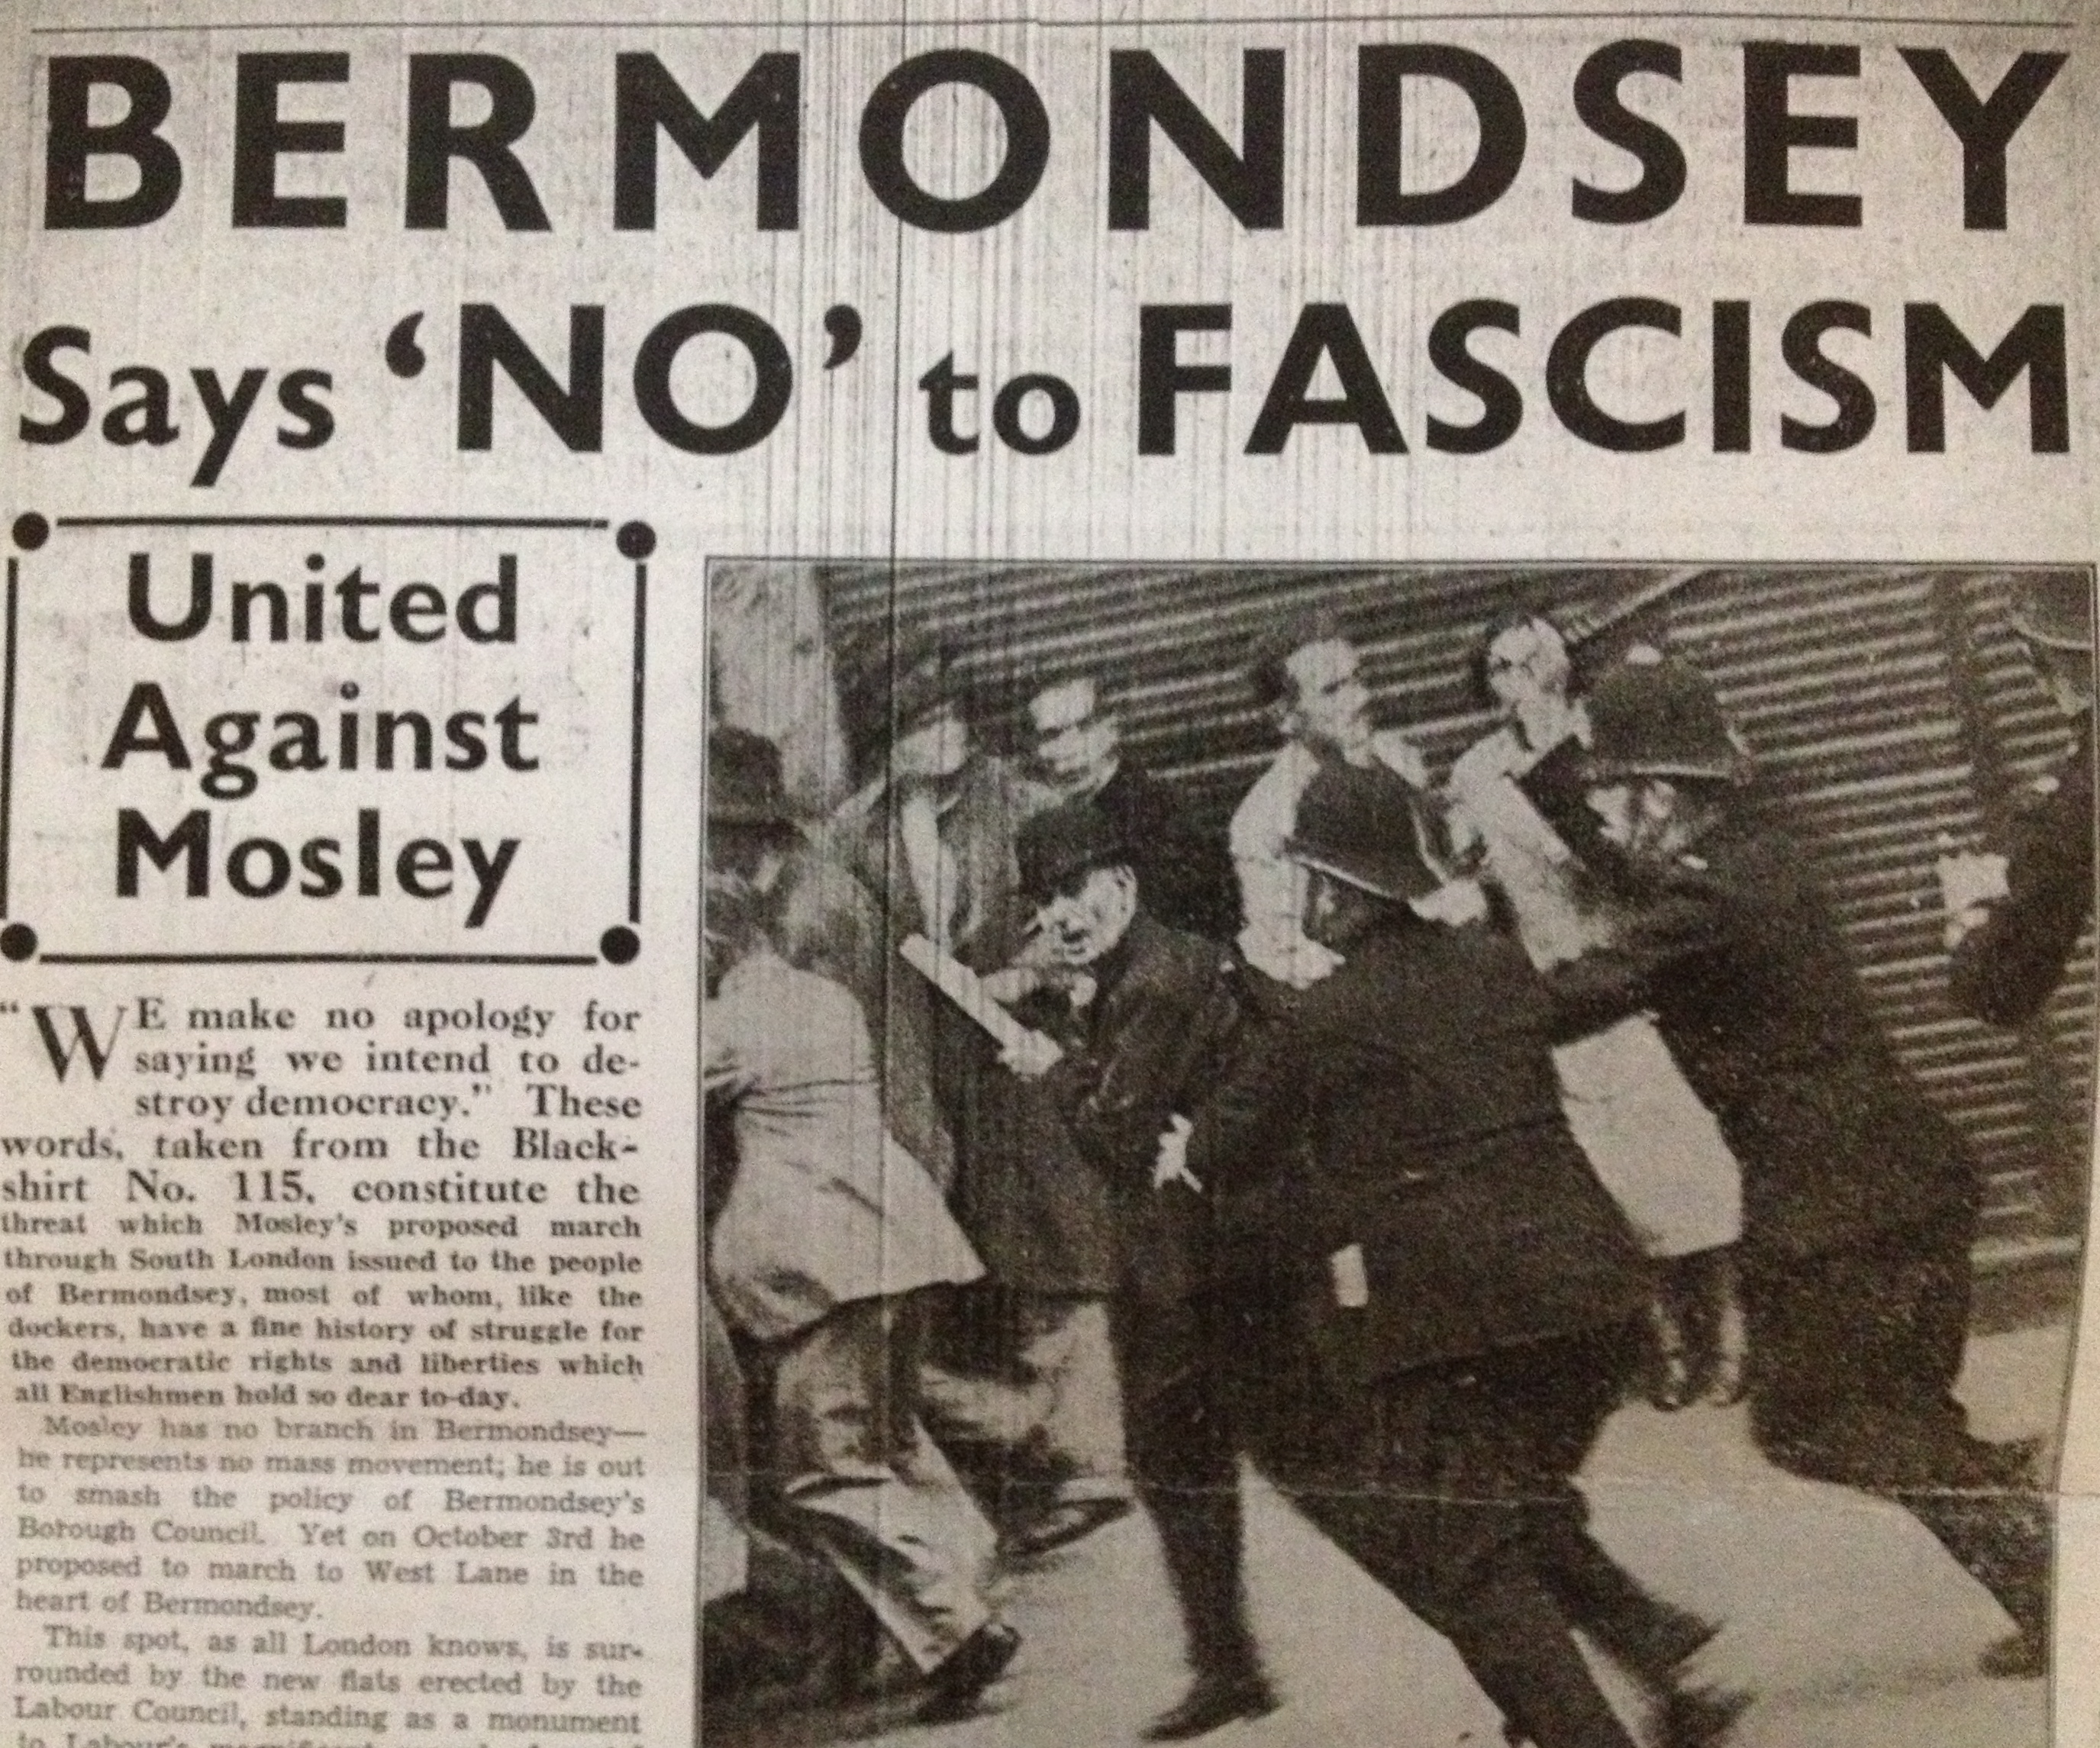 BERMONDSEY
Says ‘NO’ to FASCISM
United
Against
Mosley
“WE make no apology for
saying we intend to de-
stroy democracy.” These
words, taken from the Black-
shirt No. 115, constitute the
threat which Mosley's proposed march
through South London issued to the people
of Bermondsey, most of whom, like the
dockers, have a fine history of struggle for
the democratic rights and liberties which
all Englishmen hold so dear to-day.
Mosley has no branch in Bermondsey—
he represents no mass movement; he is out
to smash the policy of Bermondsey's
Borough Council. Yet on October 3rd he
proposed to march to West Lane in the
heart of Bermondsey.
This spot, as all London knows, is sur-
rounded by the new flats erected by the
Labour Council, standing as a monument
to Labour's